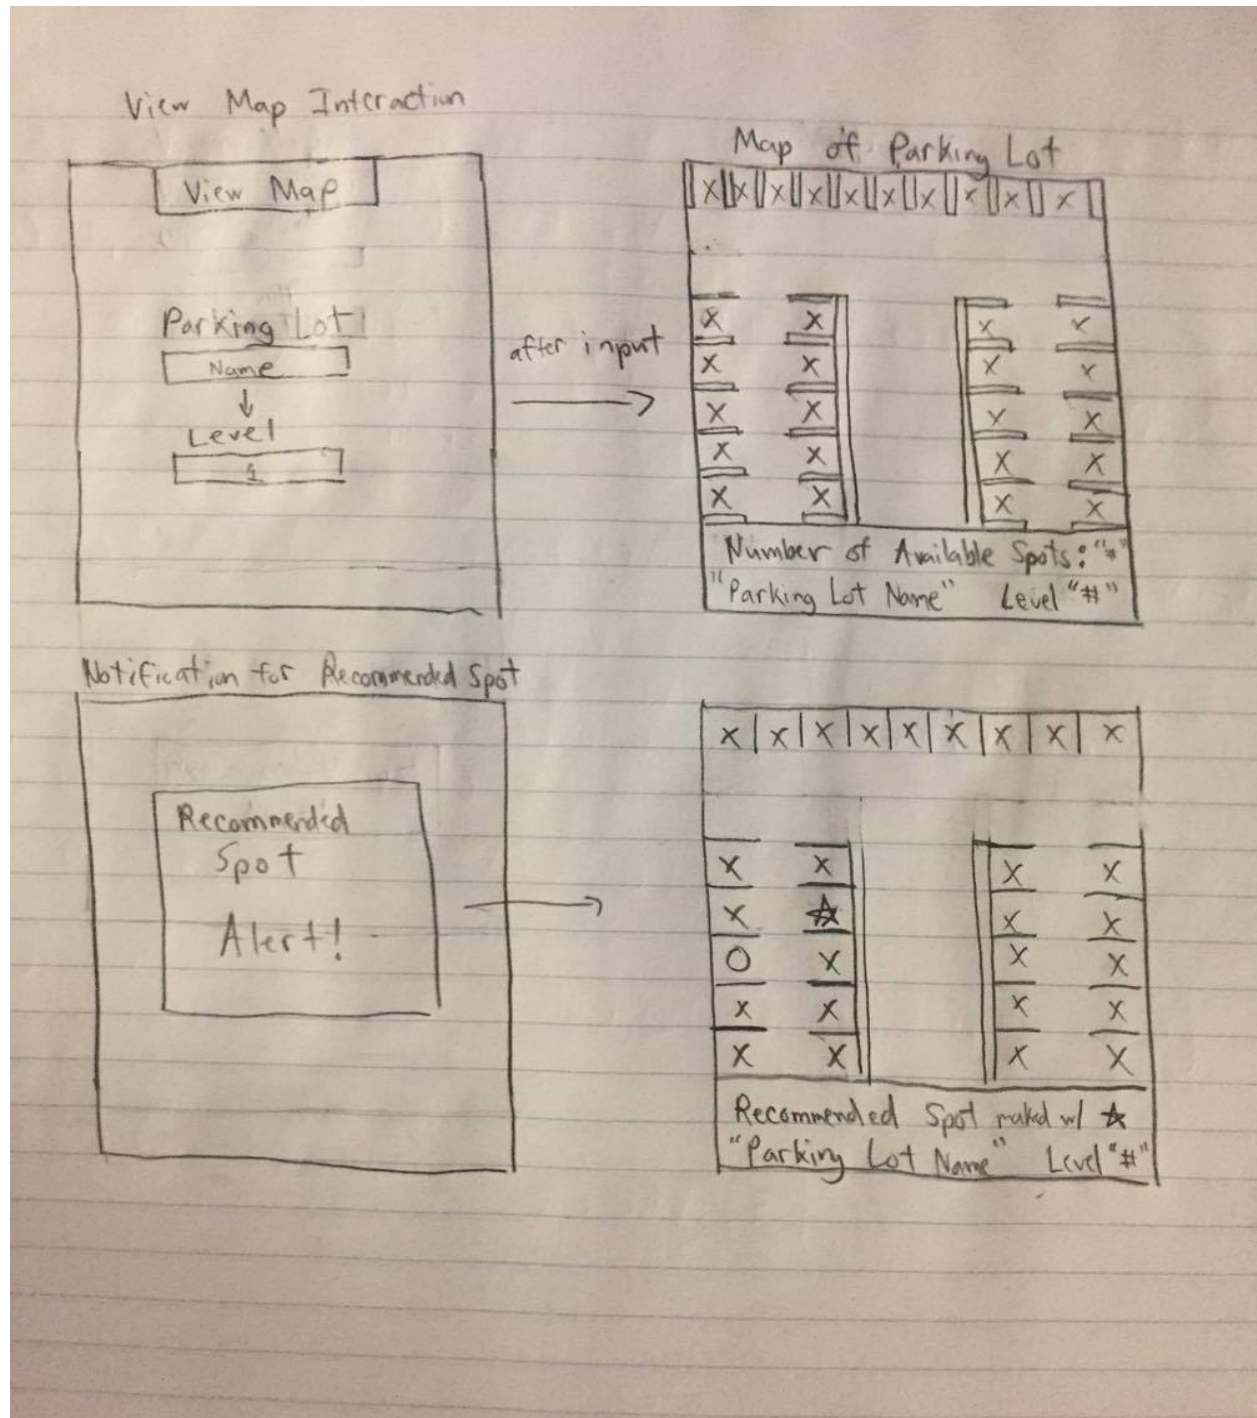 View Map Interaction
View Map
Parking Lot
Name
Level
1
after input
Map of Parking Lot
X X X X X X X X X
X X X X
X X X X
X X X X
X X X X
X X X X
Number of Available Spots: "#"
"Parking Lot Name" Level "#"
Notification for Recommended Spot
Recommended
Spot
Alert!
X X X X X X X X X
X X X X
X ☆ X X
O X X X
X X X X
X X X X
Recommended Spot w/ ☆
"Parking Lot Name" Level "#"